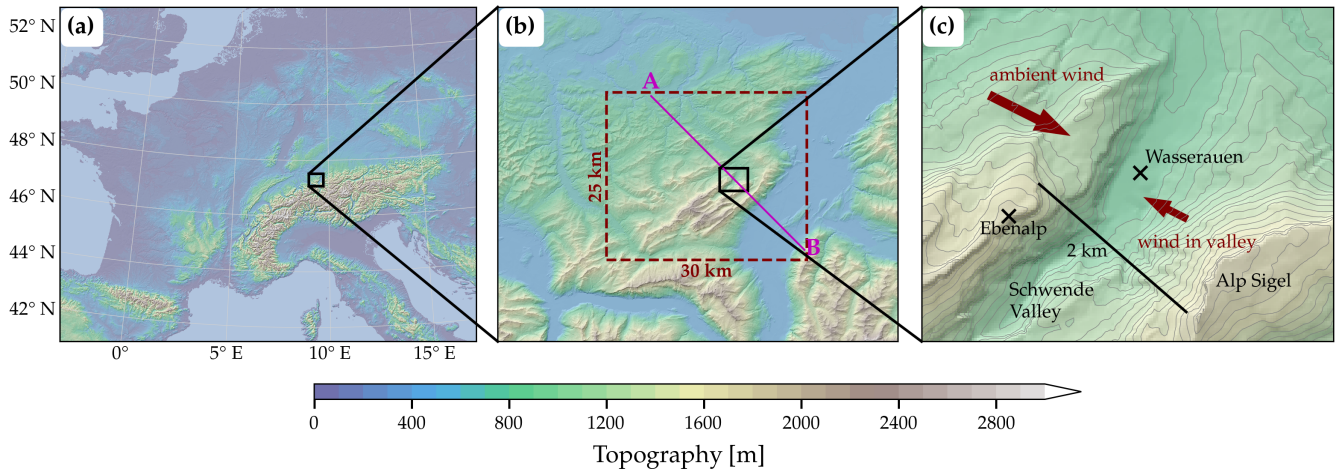 (a)
52° N
50° N
48° N
46° N
44° N
42° N
0°
5° E
10° E
15° E
(b)
A
25 km
B
30 km
(c)
ambient wind
Wasserauen
Ebenalp
wind in valley
2 km
Alp Sigel
Schwende
Valley
0
400
800
1200
1600
2000
2400
2800
Topography [m]